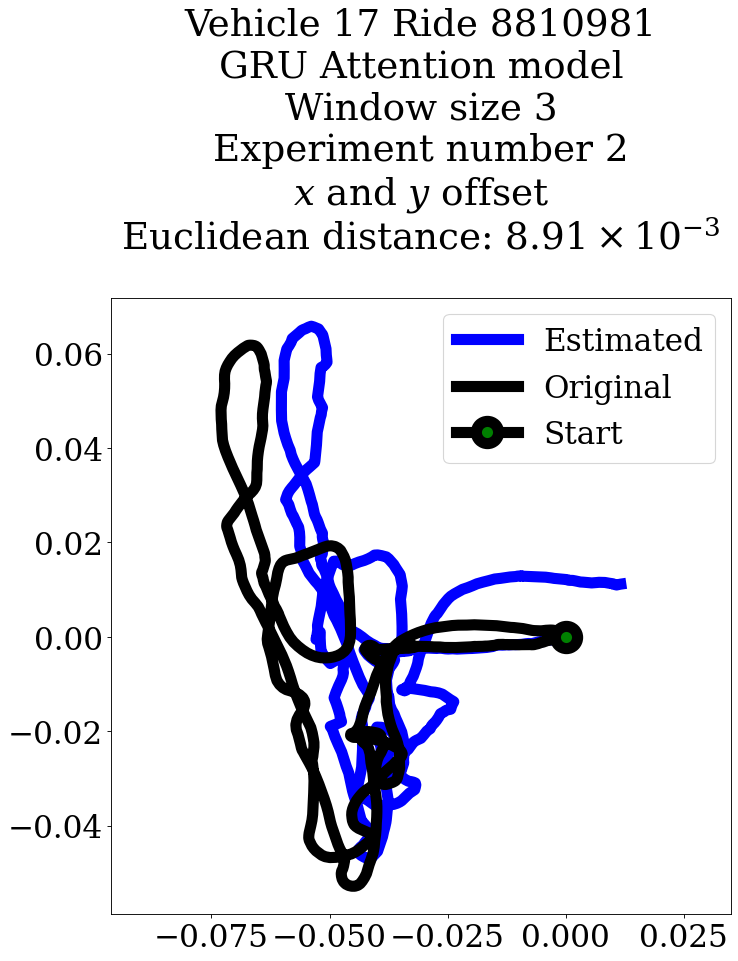 Vehicle 17 Ride 8810981
GRU Attention model
Window size 3
Experiment number 2
x and y offset
Euclidean distance: 8.91 × 10⁻³
Estimated
Original
Start
0.06
0.04
0.02
0.00
−0.02
−0.04
−0.075 −0.050 −0.025 0.000 0.025